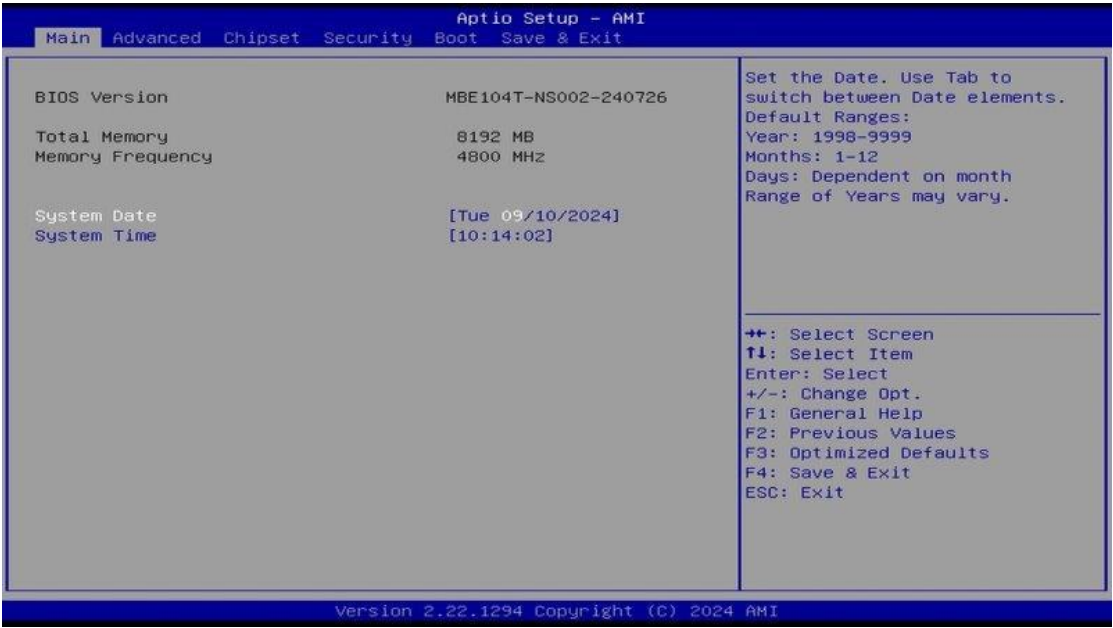 Aptio Setup – AMI
Main Advanced Chipset Security Boot Save & Exit
BIOS Version MBE104T-NS002-240726
Total Memory 8192 MB
Memory Frequency 4800 MHz
System Date [Tue 09/10/2024]
System Time [10:14:02]
Set the Date. Use Tab to
switch between Date elements.
Default Ranges:
Year: 1998-9999
Months: 1-12
Days: Dependent on month
Range of Years may vary.
→←: Select Screen
↑↓: Select Item
Enter: Select
+/-: Change Opt.
F1: General Help
F2: Previous Values
F3: Optimized Defaults
F4: Save & Exit
ESC: Exit
Version 2.22.1294 Copyright (C) 2024 AMI